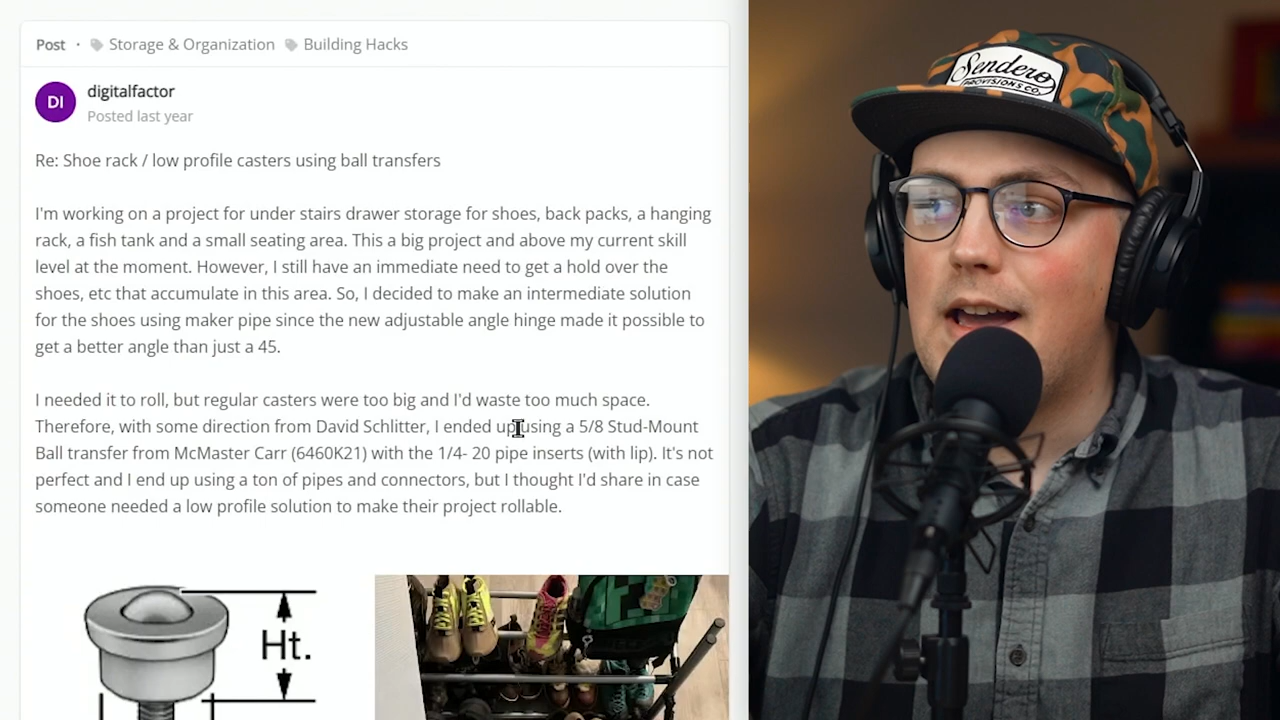 Post · Storage & Organization Building Hacks
DI
digitalfactor
Posted last year
Re: Shoe rack / low profile casters using ball transfers
I'm working on a project for under stairs drawer storage for shoes, back packs, a hanging
rack, a fish tank and a small seating area. This a big project and above my current skill
level at the moment. However, I still have an immediate need to get a hold over the
shoes, etc that accumulate in this area. So, I decided to make an intermediate solution
for the shoes using maker pipe since the new adjustable angle hinge made it possible to
get a better angle than just a 45.
I needed it to roll, but regular casters were too big and I'd waste too much space.
Therefore, with some direction from David Schlitter, I ended up using a 5/8 Stud-Mount
Ball transfer from McMaster Carr (6460K21) with the 1/4- 20 pipe inserts (with lip). It's not
perfect and I end up using a ton of pipes and connectors, but I thought I'd share in case
someone needed a low profile solution to make their project rollable.
Ht.
Sendero
PROVISIONS CO.